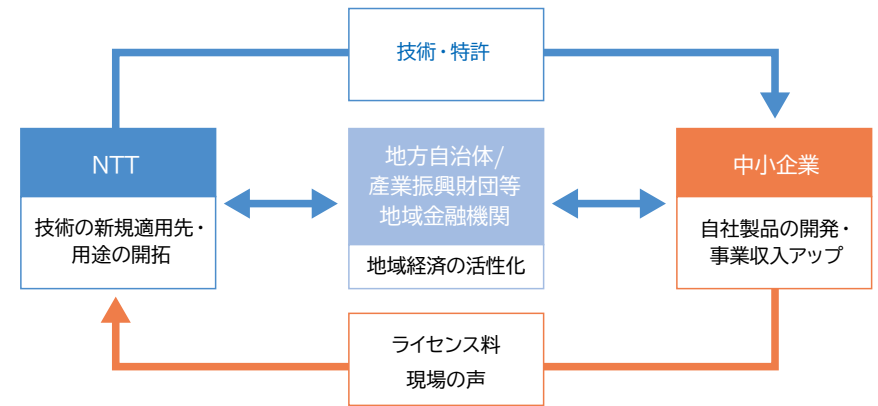 技術・特許
NTT
技術の新規適用先・
用途の開拓
地方自治体/
産業振興財団等
地域金融機関
地域経済の活性化
中小企業
自社製品の開発・
事業収入アップ
ライセンス料
現場の声